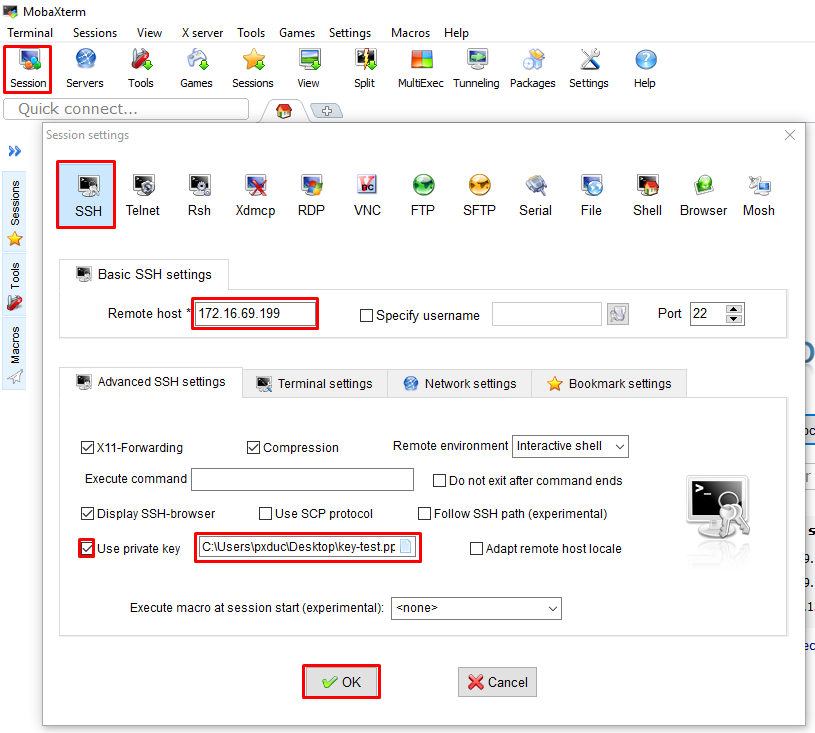 MobaXterm
Terminal Sessions View X server Tools Games Settings Macros Help
Session Servers Tools Games Sessions View Split MultiExec Tunneling Packages Settings Help
Quick connect...
Session settings
Sessions
Tools
Macros
SSH Telnet Rsh Xdmcp RDP VNC FTP SFTP Serial File Shell Browser Mosh
Basic SSH settings
Remote host * 172.16.69.199 Specify username Port 22
Advanced SSH settings Terminal settings Network settings Bookmark settings
X11-Forwarding Compression Remote environment Interactive shell
Execute command Do not exit after command ends
Display SSH-browser Use SCP protocol Follow SSH path (experimental)
Use private key C:\Users\pxduc\Desktop\key-test.pp Adapt remote host locale
Execute macro at session start (experimental): <none>
OK Cancel